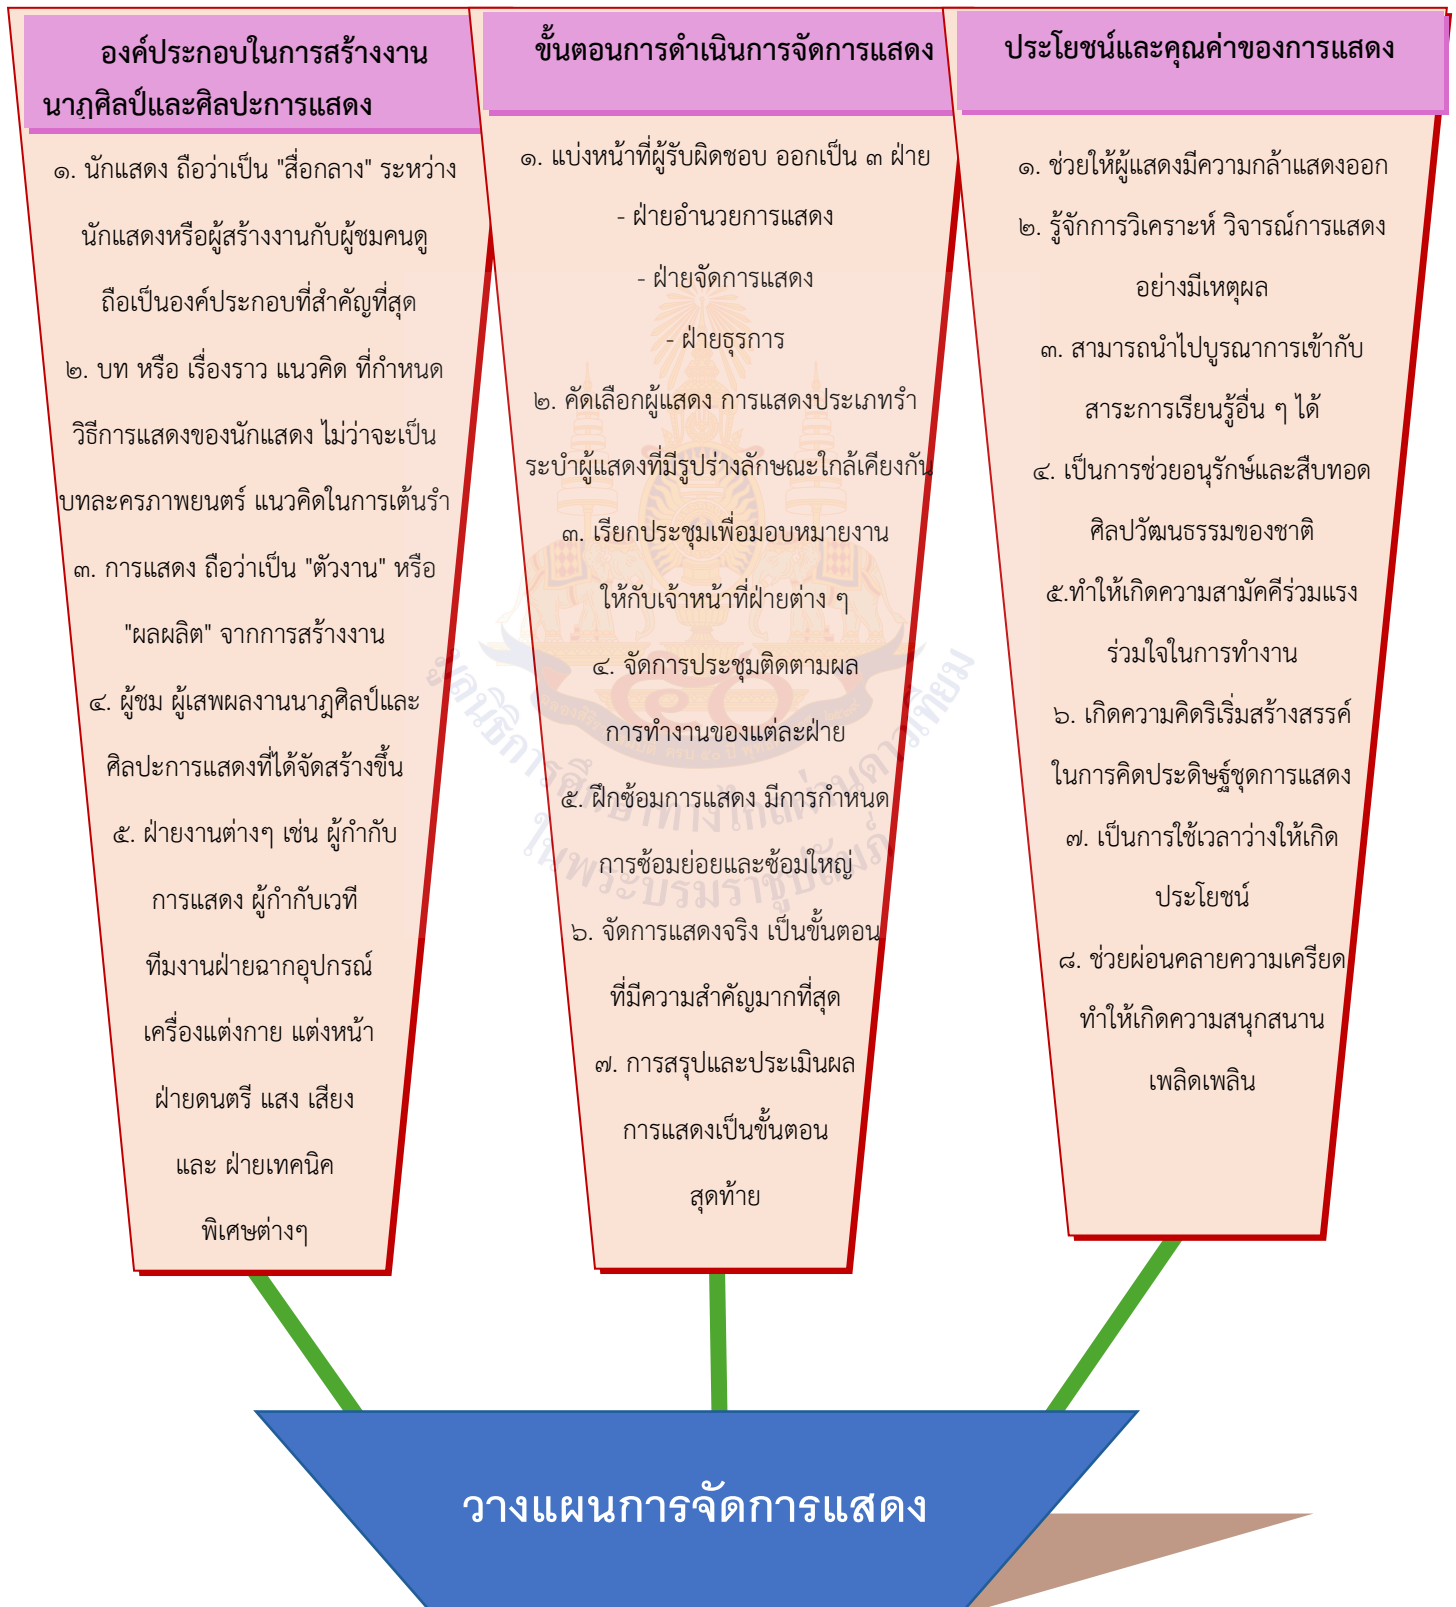 องค์ประกอบในการสร้างงาน
นาฏศิลป์และศิลปะการแสดง
๑. นักแสดง ถือว่าเป็น "สื่อกลาง" ระหว่าง
นักแสดงหรือผู้สร้างงานกับผู้ชมคนดู
ถือเป็นองค์ประกอบที่สำคัญที่สุด
๒. บท หรือ เรื่องราว แนวคิด ที่กำหนด
วิธีการแสดงของนักแสดง ไม่ว่าจะเป็น
บทละครภาพยนตร์ แนวคิดในการเต้นรำ
๓. การแสดง ถือว่าเป็น "ตัวงาน" หรือ
"ผลผลิต" จากการสร้างงาน
๔. ผู้ชม ผู้เสพผลงานนาฎศิลป์และ
ศิลปะการแสดงที่ได้จัดสร้างขึ้น
๕. ฝ่ายงานต่างๆ เช่น ผู้กำกับ
การแสดง ผู้กำกับเวที
ทีมงานฝ่ายฉากอุปกรณ์
เครื่องแต่งกาย แต่งหน้า
ฝ่ายดนตรี แสง เสียง
และ ฝ่ายเทคนิค
พิเศษต่างๆ
ขั้นตอนการดำเนินการจัดการแสดง
๑. แบ่งหน้าที่ผู้รับผิดชอบ ออกเป็น ๓ ฝ่าย
- ฝ่ายอำนวยการแสดง
- ฝ่ายจัดการแสดง
- ฝ่ายธุรการ
๒. คัดเลือกผู้แสดง การแสดงประเภทรำ
ระบำผู้แสดงที่มีรูปร่างลักษณะใกล้เคียงกัน
๓. เรียกประชุมเพื่อมอบหมายงาน
ให้กับเจ้าหน้าที่ฝ่ายต่าง ๆ
๔. จัดการประชุมติดตามผล
การทำงานของแต่ละฝ่าย
๕. ฝึกซ้อมการแสดง มีการกำหนด
การซ้อมย่อยและซ้อมใหญ่
๖. จัดการแสดงจริง เป็นขั้นตอน
ที่มีความสำคัญมากที่สุด
๗. การสรุปและประเมินผล
การแสดงเป็นขั้นตอน
สุดท้าย
ประโยชน์และคุณค่าของการแสดง
๑. ช่วยให้ผู้แสดงมีความกล้าแสดงออก
๒. รู้จักการวิเคราะห์ วิจารณ์การแสดง
อย่างมีเหตุผล
๓. สามารถนำไปบูรณาการเข้ากับ
สาระการเรียนรู้อื่น ๆ ได้
๔. เป็นการช่วยอนุรักษ์และสืบทอด
ศิลปวัฒนธรรมของชาติ
๕.ทำให้เกิดความสามัคคีร่วมแรง
ร่วมใจในการทำงาน
๖. เกิดความคิดริเริ่มสร้างสรรค์
ในการคิดประดิษฐ์ชุดการแสดง
๗. เป็นการใช้เวลาว่างให้เกิด
ประโยชน์
๘. ช่วยผ่อนคลายความเครียด
ทำให้เกิดความสนุกสนาน
เพลิดเพลิน
มูลนิธิการศึกษาทางไกลผ่านดาวเทียม
ในพระบรมราชูปถัมภ์
วางแผนการจัดการแสดง